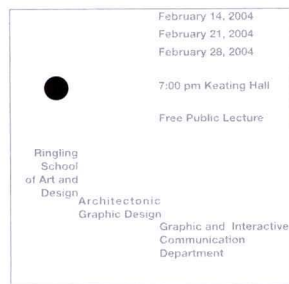 February 14, 2004
February 21, 2004
February 28, 2004
7:00 pm Keating Hall
Free Public Lecture
Ringling
School
of Art and
Design
Architectonic
Graphic Design
Graphic and Interactive
Communication
Department